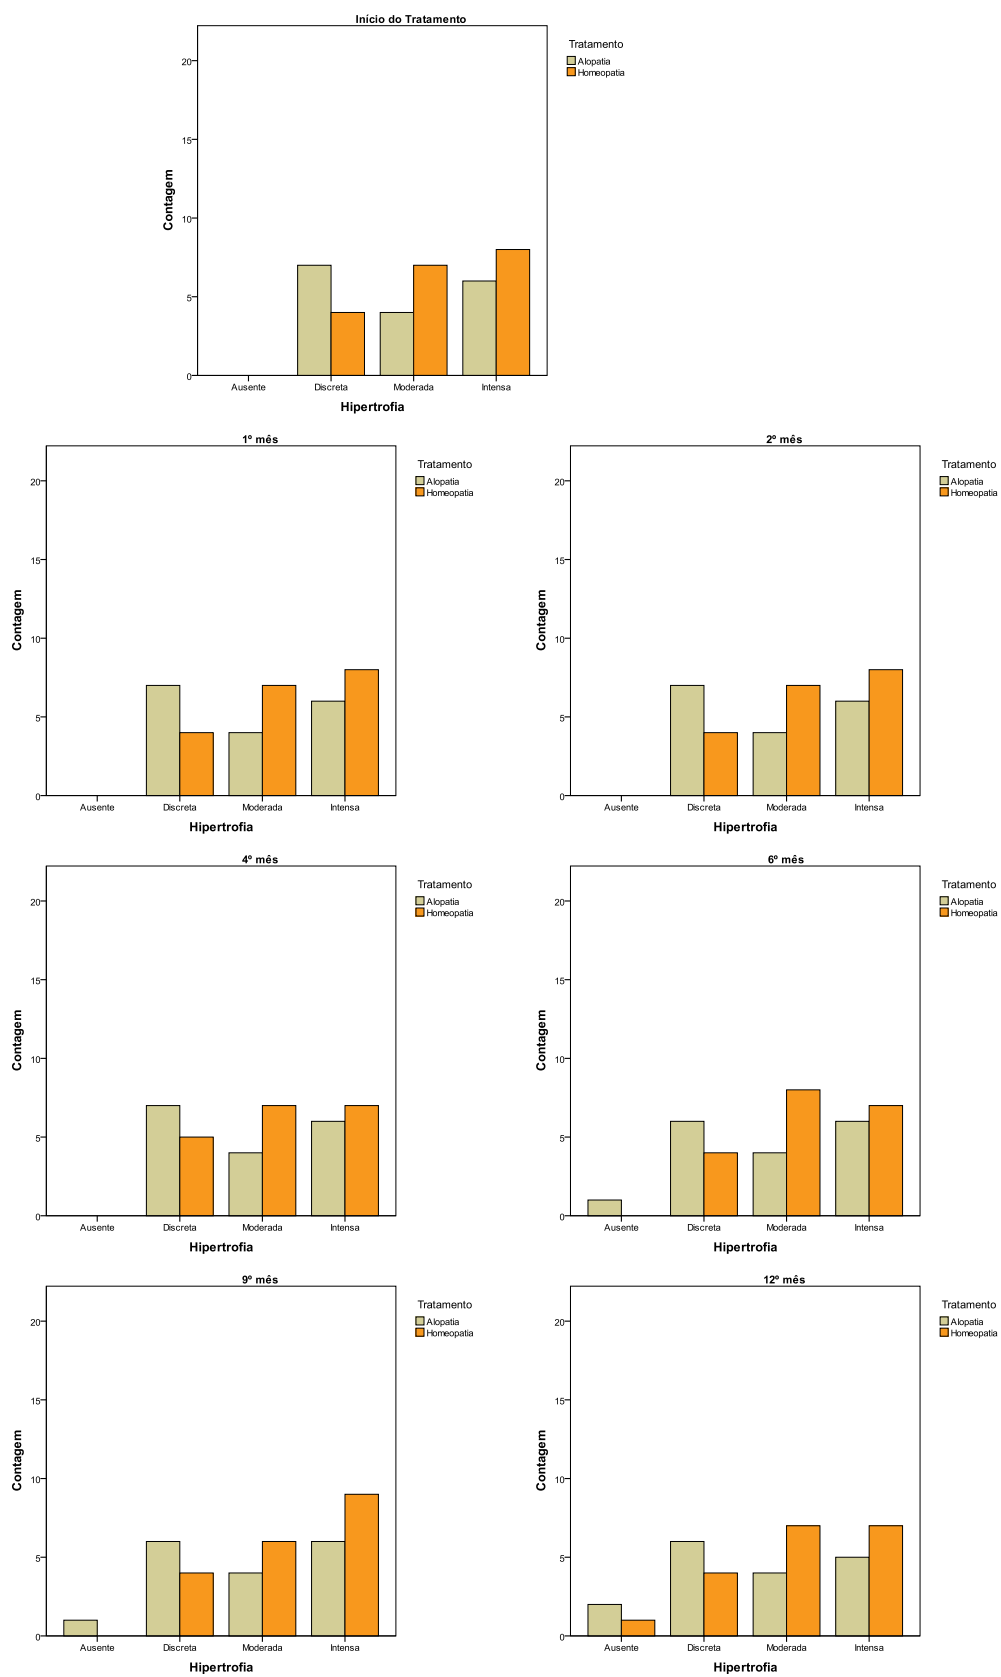 Início do Tratamento
Tratamento
Alopatia
Homeopatia
20
15
10
5
0
Contagem
Ausente Discreta Moderada Intensa
Hipertrofia
1º mês
Tratamento
Alopatia
Homeopatia
20
15
10
5
0
Contagem
Ausente Discreta Moderada Intensa
Hipertrofia
2º mês
Tratamento
Alopatia
Homeopatia
20
15
10
5
0
Contagem
Ausente Discreta Moderada Intensa
Hipertrofia
4º mês
Tratamento
Alopatia
Homeopatia
20
15
10
5
0
Contagem
Ausente Discreta Moderada Intensa
Hipertrofia
6º mês
Tratamento
Alopatia
Homeopatia
20
15
10
5
0
Contagem
Ausente Discreta Moderada Intensa
Hipertrofia
9º mês
Tratamento
Alopatia
Homeopatia
20
15
10
5
0
Contagem
Ausente Discreta Moderada Intensa
Hipertrofia
12º mês
Tratamento
Alopatia
Homeopatia
20
15
10
5
0
Contagem
Ausente Discreta Moderada Intensa
Hipertrofia